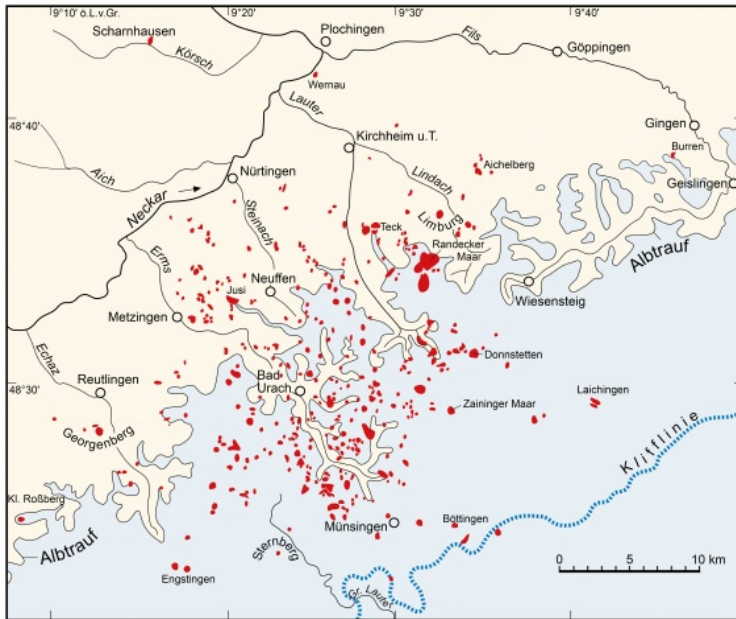 9°10' ö.L.v.Gr.
9°20
9°30
9°40
Scharnhausen
Körsch
Plochingen
Fils
Göppingen
Wernau
Lauter
48°40'
Kirchheim u.T.
Gingen
Burren
Aichelberg
Lindach
Aich
Nürtingen
Geislingen
Neckar
Steinach
Limburg
Teck
Randecker
Maar
Albtrauf
Erms
Jusi
Neuffen
Wiesensteig
Metzingen
Donnstetten
Echaz
Bad
Urach
48°30'
Reutlingen
Laichingen
Zaininger Maar
Georgenberg
Klifflinie
Kl. Roßberg
Münsingen
Böttingen
Albtrauf
Sternberg
0 5 10 km
Engstingen
Gr. Lauter